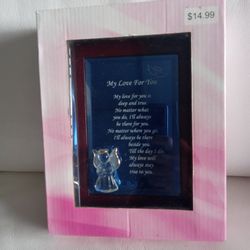 $14.99
My Love For You
My love for you is
deep and true.
No matter what
you do, I'll always
be there for you.
No matter where you go,
I'll always be there
beside you.
Till the day I die,
My love will
always stay
true to you.